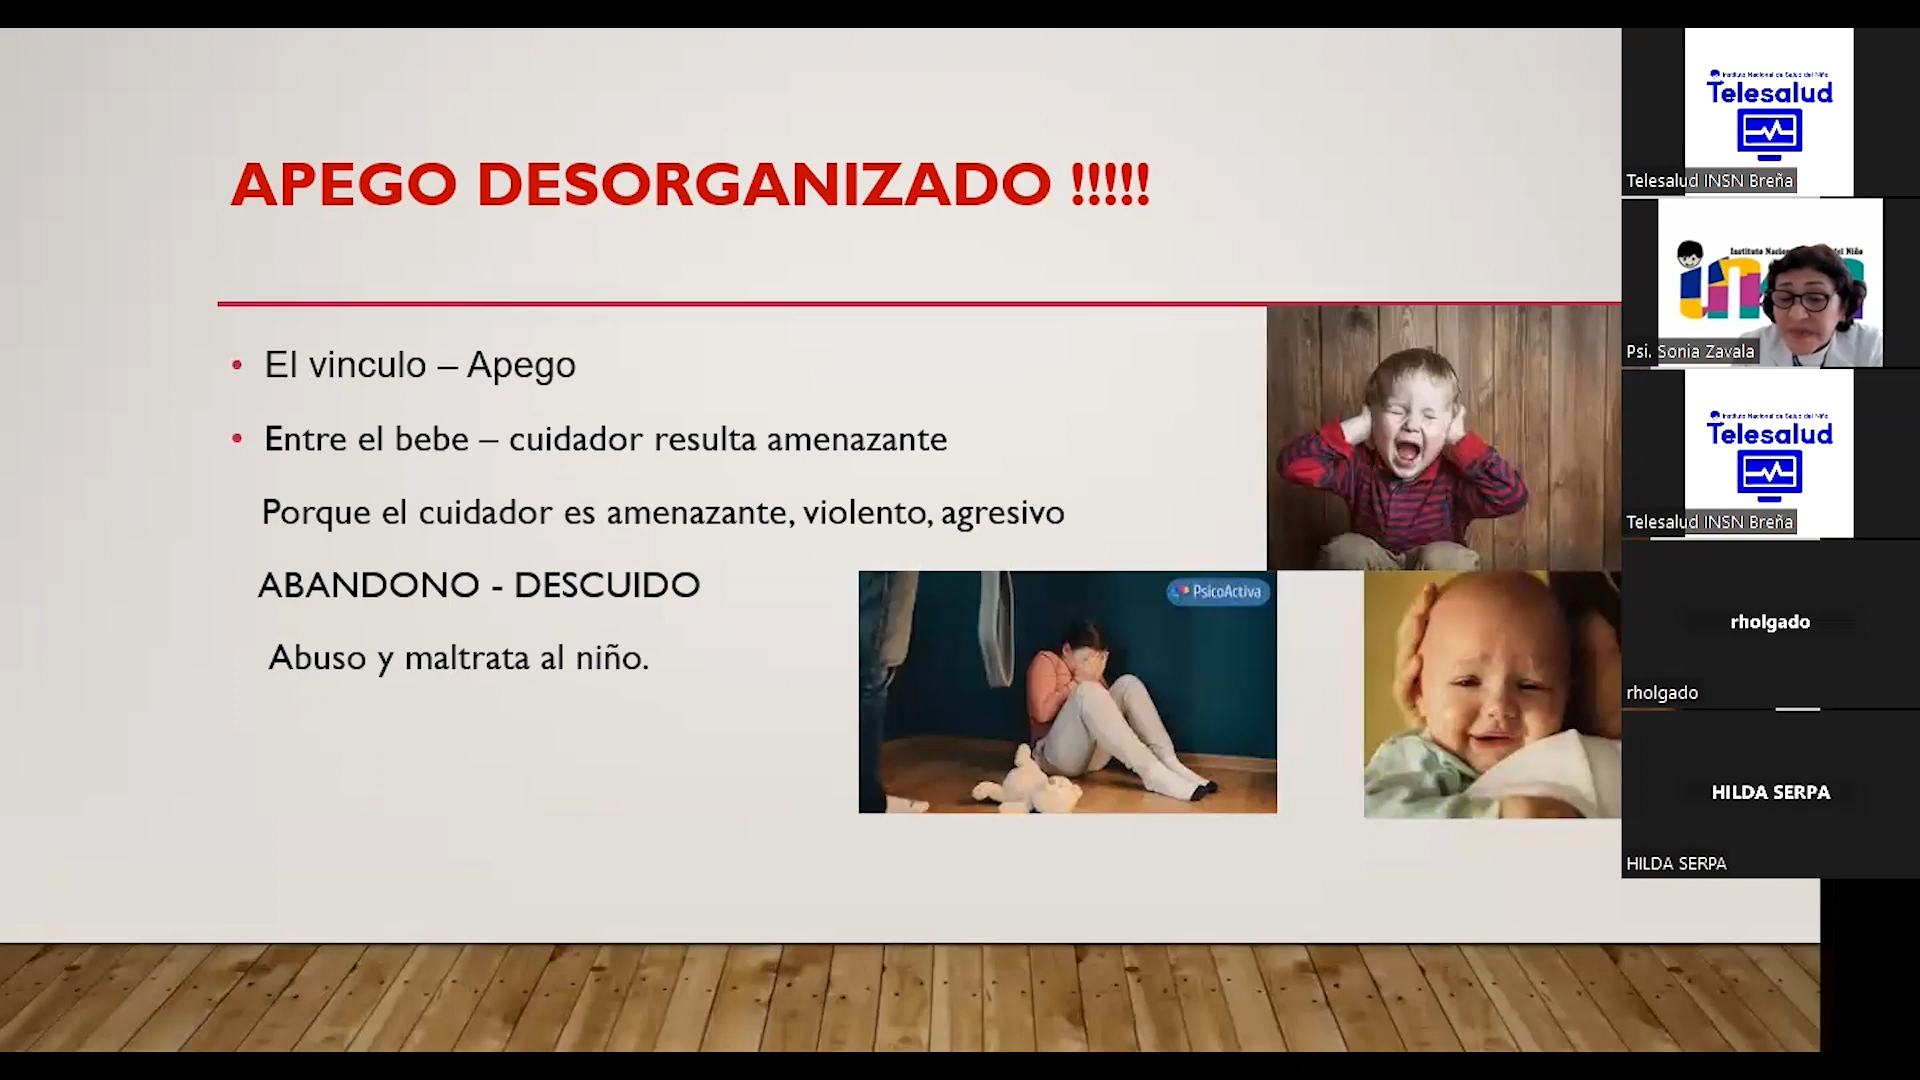 APEGO DESORGANIZADO !!!!!
• El vinculo – Apego
• Entre el bebe – cuidador resulta amenazante
Porque el cuidador es amenazante, violento, agresivo
ABANDONO - DESCUIDO
Abuso y maltrata al niño.
PsicoActiva
Instituto Nacional de Salud del Niño
Telesalud
Telesalud INSN Breña
del Niño
Psi. Sonia Zavala
Instituto Nacional de Salud del Niño
Telesalud
Telesalud INSN Breña
rholgado
rholgado
HILDA SERPA
HILDA SERPA